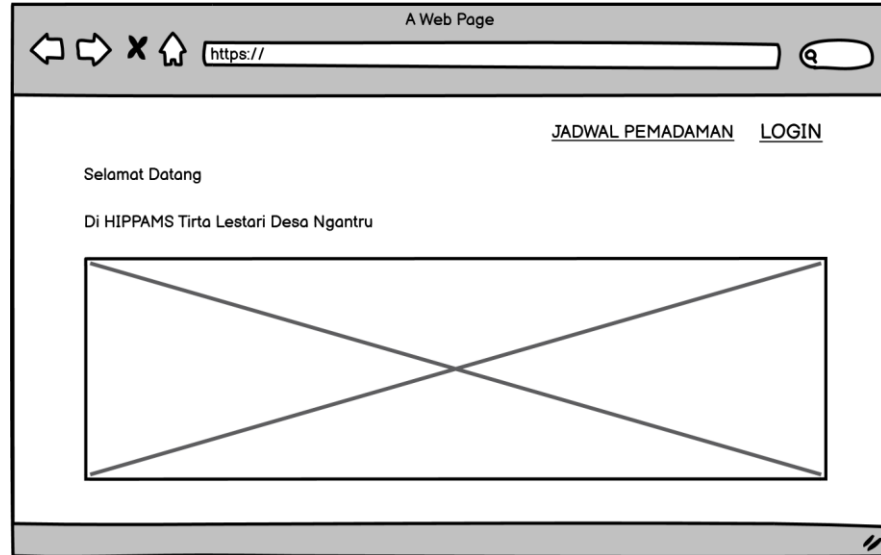 A Web Page
https://
JADWAL PEMADAMAN LOGIN
Selamat Datang
Di HIPPAMS Tirta Lestari Desa Ngantru